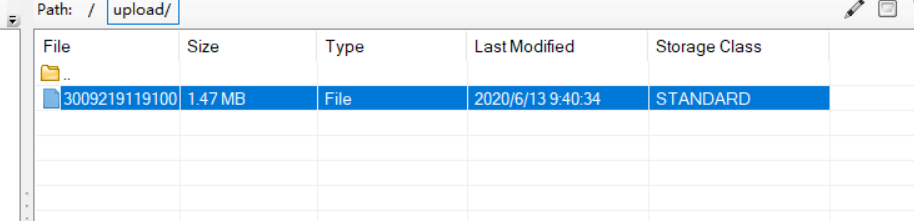 Path: / upload/
File Size Type Last Modified Storage Class
..
3009219119100 1.47 MB File 2020/6/13 9:40:34 STANDARD